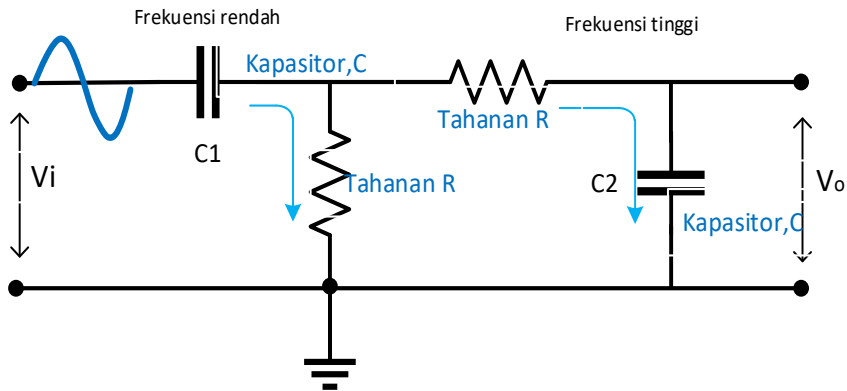 Frekuensi rendah
Frekuensi tinggi
Kapasitor,C
Tahanan R
C1
Vi
Tahanan R
C2
Vo
Kapasitor,C